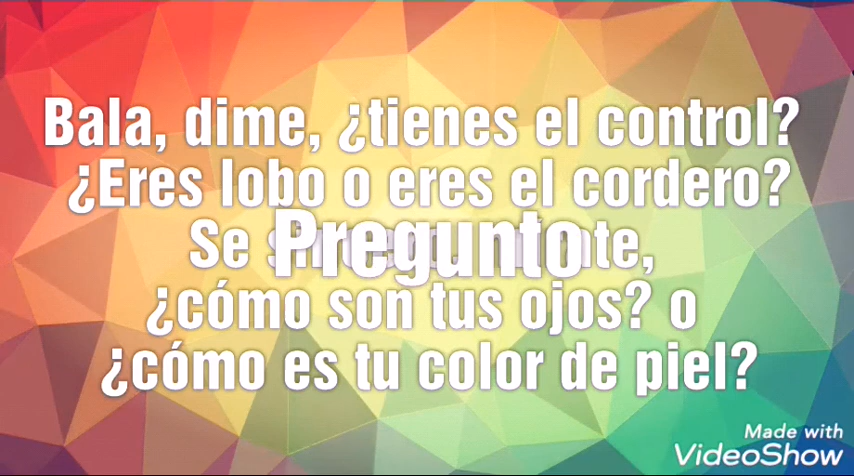 Bala, dime, ¿tienes el control?
¿Eres lobo o eres el cordero?
Se
Pregunto
¿cómo son tus ojos? o
¿cómo es tu color de piel?
Made with
VideoShow